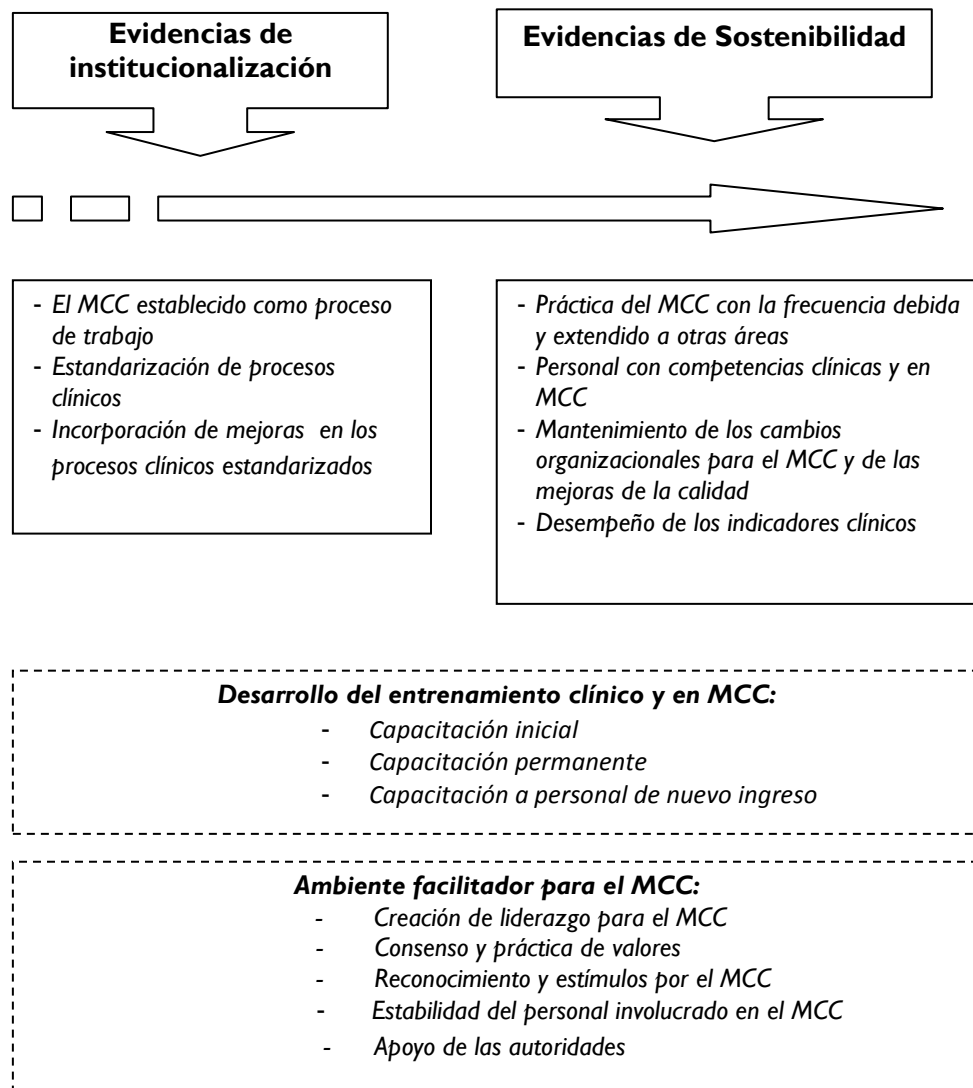 Evidencias de
institucionalización
Evidencias de Sostenibilidad
- El MCC establecido como proceso
de trabajo
- Estandarización de procesos
clínicos
- Incorporación de mejoras en los
procesos clínicos estandarizados
- Práctica del MCC con la frecuencia debida
y extendido a otras áreas
- Personal con competencias clínicas y en
MCC
- Mantenimiento de los cambios
organizacionales para el MCC y de las
mejoras de la calidad
- Desempeño de los indicadores clínicos
Desarrollo del entrenamiento clínico y en MCC:
- Capacitación inicial
- Capacitación permanente
- Capacitación a personal de nuevo ingreso
Ambiente facilitador para el MCC:
- Creación de liderazgo para el MCC
- Consenso y práctica de valores
- Reconocimiento y estímulos por el MCC
- Estabilidad del personal involucrado en el MCC
- Apoyo de las autoridades